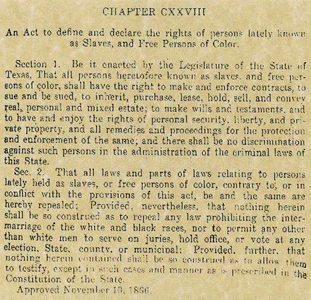 CHAPTER CXXVIII
An Act to define and declare the rights of persons lately known
as Slaves, and Free Persons of Color.
Section 1. Be it enacted by the Legislature of the State of
Texas, That all persons heretofore known as slaves, and free per-
sons of color, shall have the right to make and enforce contracts, to
sue and be sued, to inherit, purchase, lease, hold, sell, and convey
real, personal and mixed estate; to make wills and testaments, and
to have and enjoy the rights of personal security, liberty, and pri-
vate property, and all remedies and proceedings for the protection
and enforcement of the same; and there shall be no discrimination
against such persons in the administration of the criminal laws of
this State.
Sec. 2. That all laws and parts of laws relating to persons
lately held as slaves, or free persons of color, contrary to, or in
conflict with the provisions of this act, be and the same are
hereby repealed; Provided, nevertheless, that nothing herein
shall be so construed as to repeal any law prohibiting the inter-
marriage of the white and black races, nor to permit any other
than white men to serve on juries, hold office, or vote at any
election, State, county, or municipal; Provided, further, that
nothing herein contained shall be so construed as to allow them
to testify, except in such cases and manner as is prescribed in the
Constitution of the State.
Approved November 10, 1866.